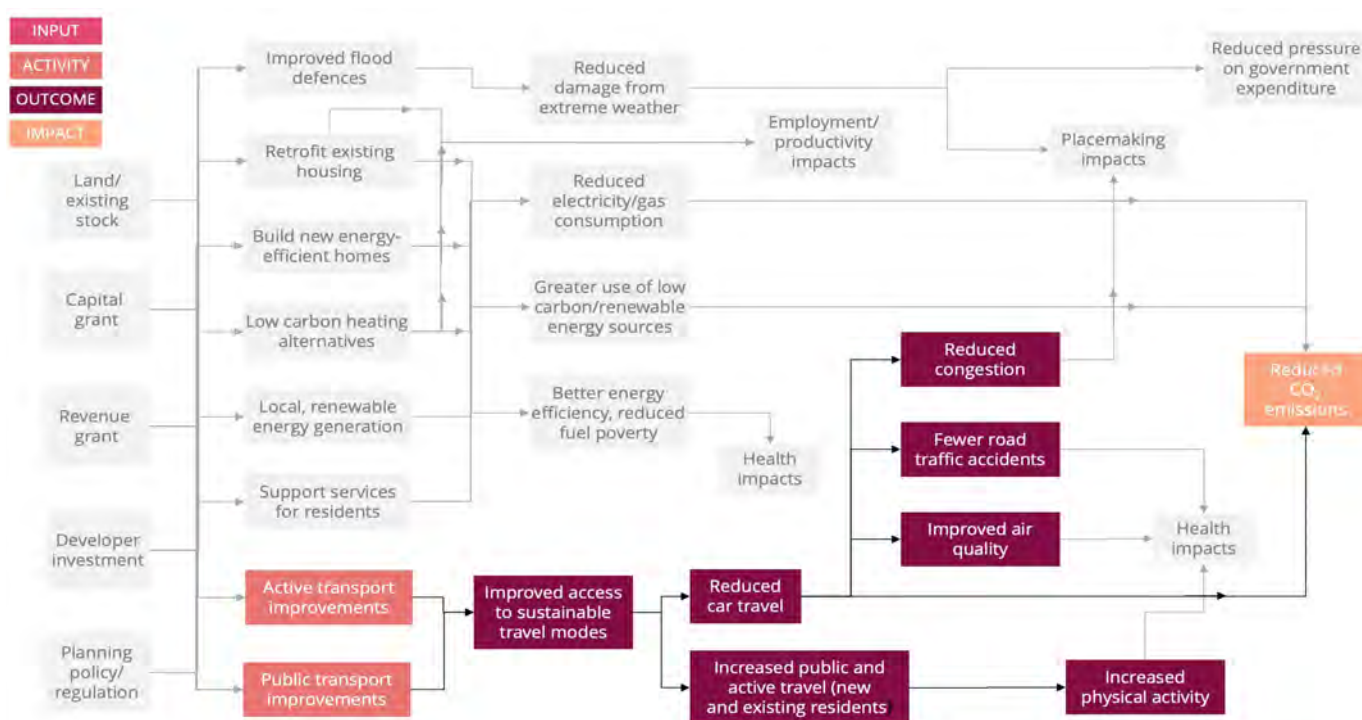 INPUT
ACTIVITY
OUTCOME
IMPACT
Land/
existing
stock
Capital
grant
Revenue
grant
Developer
investment
Planning
policy/
regulation
Improved flood
defences
Retrofit existing
housing
Build new energy-
efficient homes
Low carbon heating
alternatives
Local, renewable
energy generation
Support services
for residents
Active transport
improvements
Public transport
improvements
Reduced
damage from
extreme weather
Reduced
electricity/gas
consumption
Greater use of low
carbon/renewable
energy sources
Better energy
efficiency, reduced
fuel poverty
Improved access
to sustainable
travel modes
Employment/
productivity
impacts
Health
impacts
Reduced
car travel
Increased public and
active travel (new
and existing residents)
Reduced
congestion
Fewer road
traffic accidents
Improved air
quality
Placemaking
impacts
Health
impacts
Increased
physical activity
Reduced pressure
on government
expenditure
Reduced
CO₂
emissions